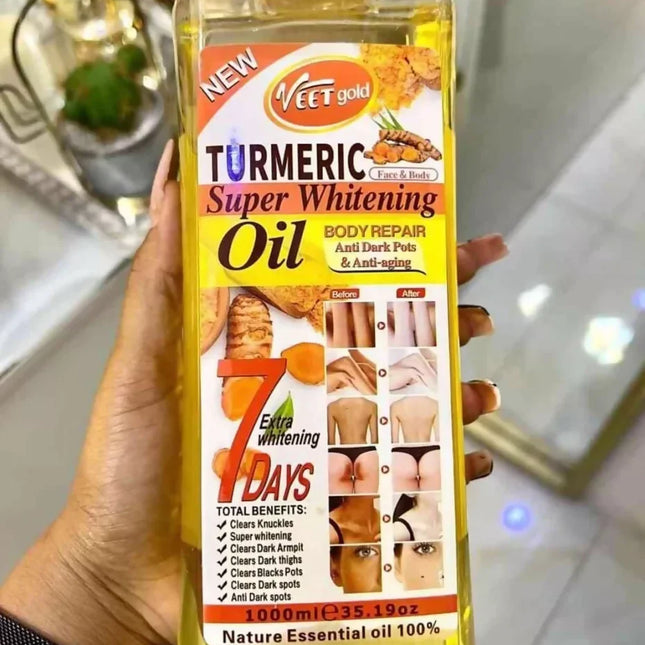 NEW
VEET gold
TURMERIC
Face & Body
Super Whitening
Oil
BODY REPAIR
Anti Dark Pots
& Anti-aging
Before
After
7
Extra
whitening
DAYS
TOTAL BENEFITS:
Clears Knuckles
Super whitening
Clears Dark Armpit
Clears Dark thighs
Clears Blacks Pots
Clears Dark spots
Anti Dark spots
1000ml℮35.19oz
Nature Essential oil 100%